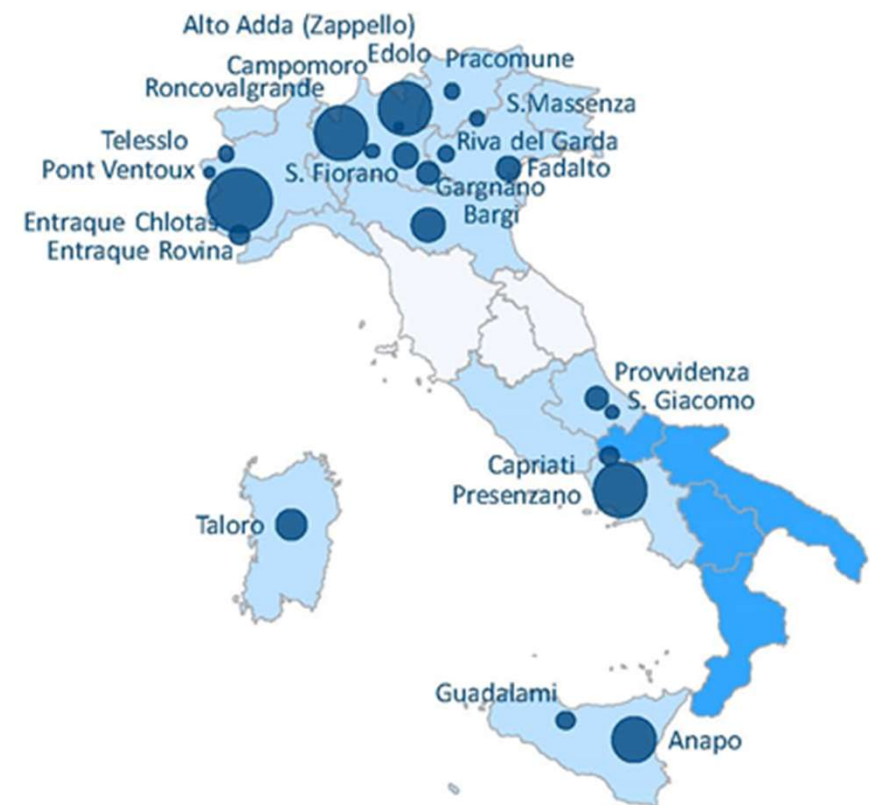 Alto Adda (Zappello)
Edolo
Pracomune
Campomoro
Roncovalgrande
S.Massenza
Telesslo
Riva del Garda
Pont Ventoux
S. Fiorano
Fadalto
Gargnano
Bargi
Entraque Chlotas
Entraque Rovina
Provvidenza
S. Giacomo
Capriati
Presenzano
Taloro
Guadalami
Anapo